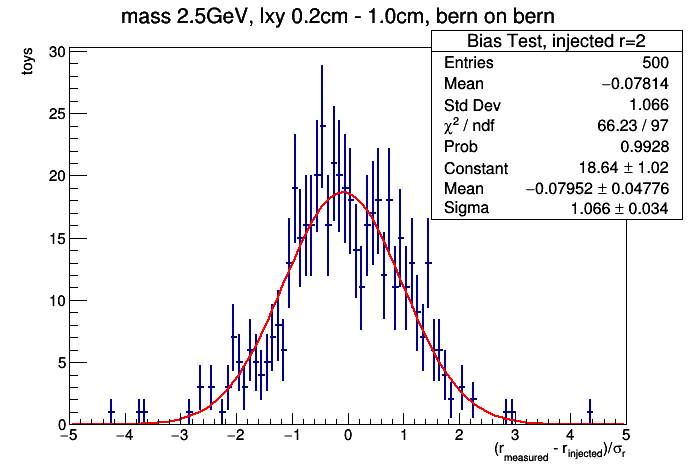 mass 2.5GeV, lxy 0.2cm - 1.0cm, bern on bern
Bias Test, injected r=2
Entries 500
Mean −0.07814
Std Dev 1.066
χ² / ndf 66.23 / 97
Prob 0.9928
Constant 18.64 ± 1.02
Mean −0.07952 ± 0.04776
Sigma 1.066 ± 0.034
toys
30
25
20
15
10
5
0
−5 −4 −3 −2 −1 0 1 2 3 4 5
(r_measured - r_injected)/σ_r